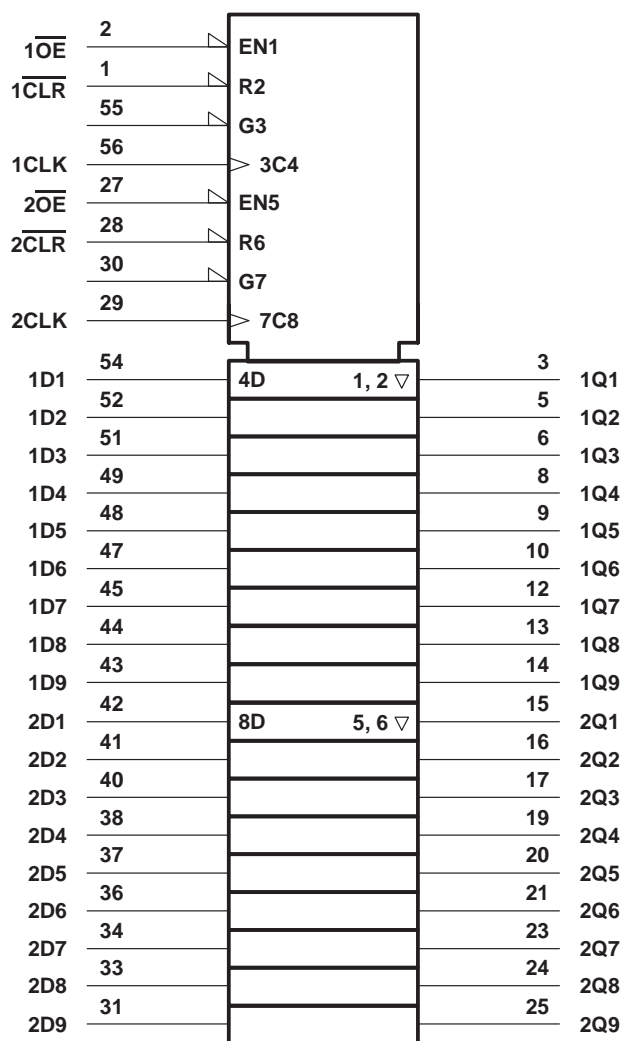 1O̅E̅ 2 EN1
1C̅L̅R̅ 1 R2
55 G3
1CLK 56 3C4
2O̅E̅ 27 EN5
2C̅L̅R̅ 28 R6
30 G7
2CLK 29 7C8
1D1 54 4D 1, 2 ▽ 3 1Q1
1D2 52 5 1Q2
1D3 51 6 1Q3
1D4 49 8 1Q4
1D5 48 9 1Q5
1D6 47 10 1Q6
1D7 45 12 1Q7
1D8 44 13 1Q8
1D9 43 14 1Q9
2D1 42 8D 5, 6 ▽ 15 2Q1
2D2 41 16 2Q2
2D3 40 17 2Q3
2D4 38 19 2Q4
2D5 37 20 2Q5
2D6 36 21 2Q6
2D7 34 23 2Q7
2D8 33 24 2Q8
2D9 31 25 2Q9